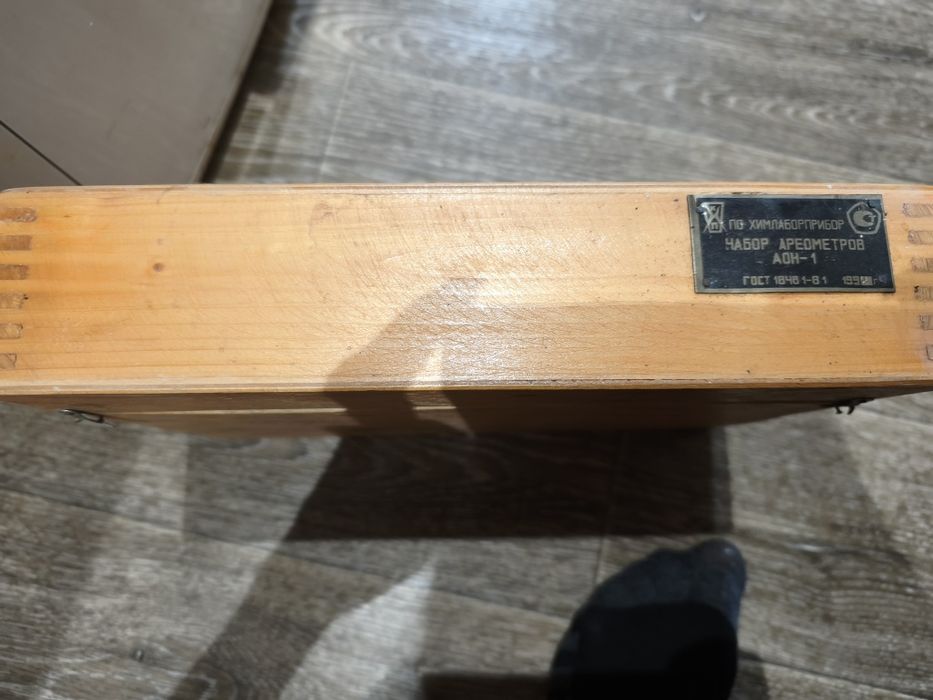 ПО ХИМЛАБОРПРИБОР
НАБОР АРЕОМЕТРОВ
АОН-1
ГОСТ 18481-81